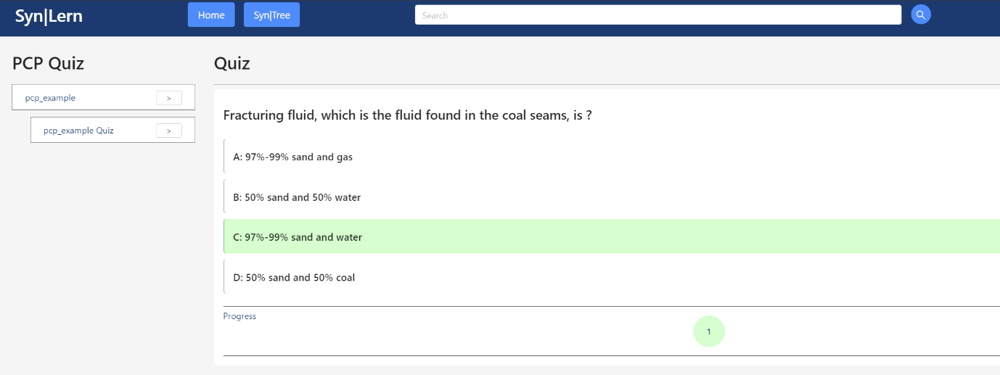 Syn|Lern
Home
Syn|Tree
Search
PCP Quiz
pcp_example
>
pcp_example Quiz
>
Quiz
Fracturing fluid, which is the fluid found in the coal seams, is ?
A: 97%-99% sand and gas
B: 50% sand and 50% water
C: 97%-99% sand and water
D: 50% sand and 50% coal
Progress
1